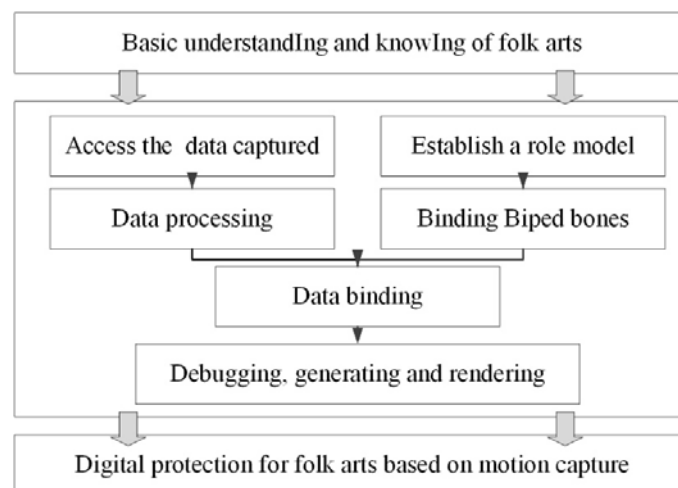 Basic understandIng and knowIng of folk arts
Access the data captured
Establish a role model
Data processing
Binding Biped bones
Data binding
Debugging, generating and rendering
Digital protection for folk arts based on motion capture